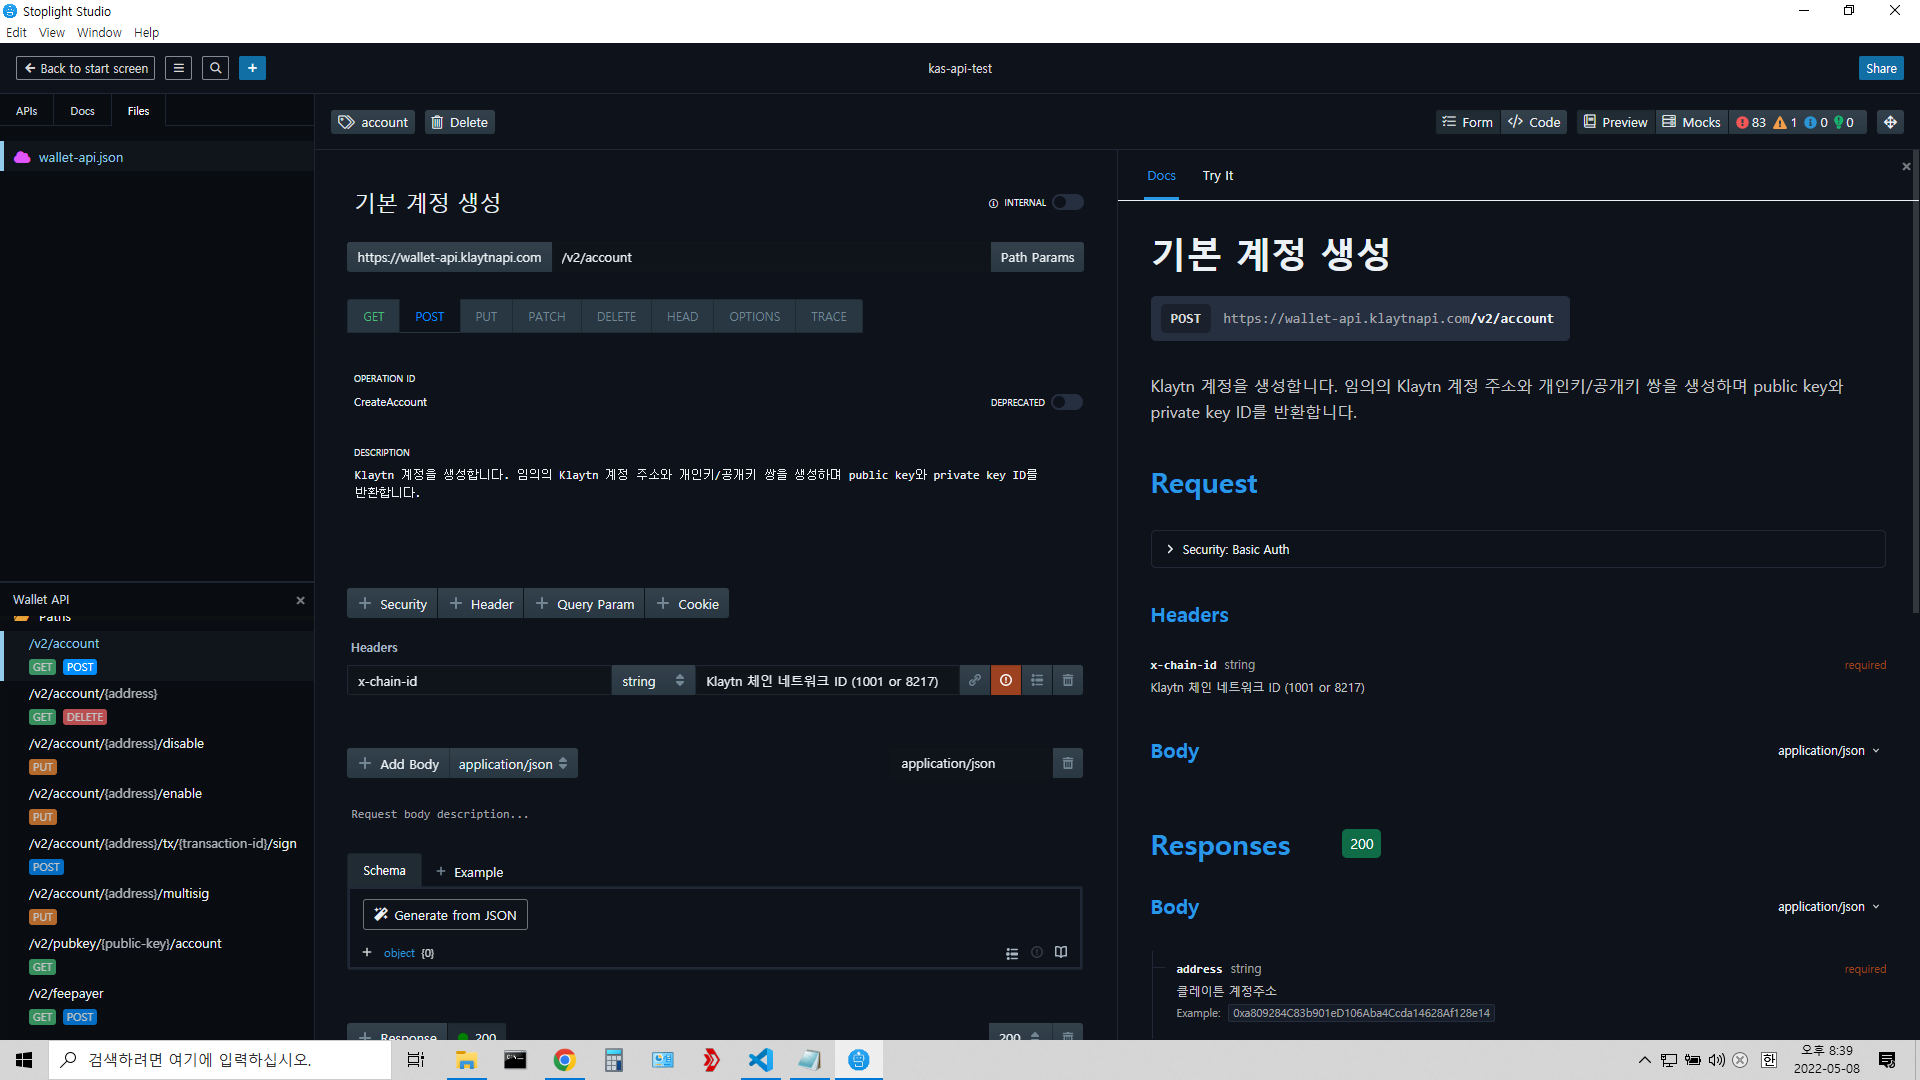 Stoplight Studio
Edit View Window Help
Back to start screen
kas-api-test
Share
APIs Docs Files
account Delete
Form Code Preview Mocks 83 1 0 0
wallet-api.json
기본 계정 생성
INTERNAL
https://wallet-api.klaytnapi.com /v2/account Path Params
GET POST PUT PATCH DELETE HEAD OPTIONS TRACE
OPERATION ID
CreateAccount
DEPRECATED
DESCRIPTION
Klaytn 계정을 생성합니다. 임의의 Klaytn 계정 주소와 개인키/공개키 쌍을 생성하며 public key와 private key ID를
반환합니다.
Security Header Query Param Cookie
Headers
x-chain-id string Klaytn 체인 네트워크 ID (1001 or 8217)
Add Body application/json application/json
Request body description...
Schema Example
Generate from JSON
object {0}
Response 200 200
Docs Try It
기본 계정 생성
POST https://wallet-api.klaytnapi.com/v2/account
Klaytn 계정을 생성합니다. 임의의 Klaytn 계정 주소와 개인키/공개키 쌍을 생성하며 public key와
private key ID를 반환합니다.
Request
Security: Basic Auth
Headers
x-chain-id string required
Klaytn 체인 네트워크 ID (1001 or 8217)
Body application/json
Responses 200
Body application/json
address string required
클레이튼 계정주소
Example: 0xa809284C83b901eD106Aba4Ccda14628Af128e14
Wallet API
Paths
/v2/account
GET POST
/v2/account/{address}
GET DELETE
/v2/account/{address}/disable
PUT
/v2/account/{address}/enable
PUT
/v2/account/{address}/tx/{transaction-id}/sign
POST
/v2/account/{address}/multisig
PUT
/v2/pubkey/{public-key}/account
GET
/v2/feepayer
GET POST
검색하려면 여기에 입력하십시오.
한
오후 8:39
2022-05-08